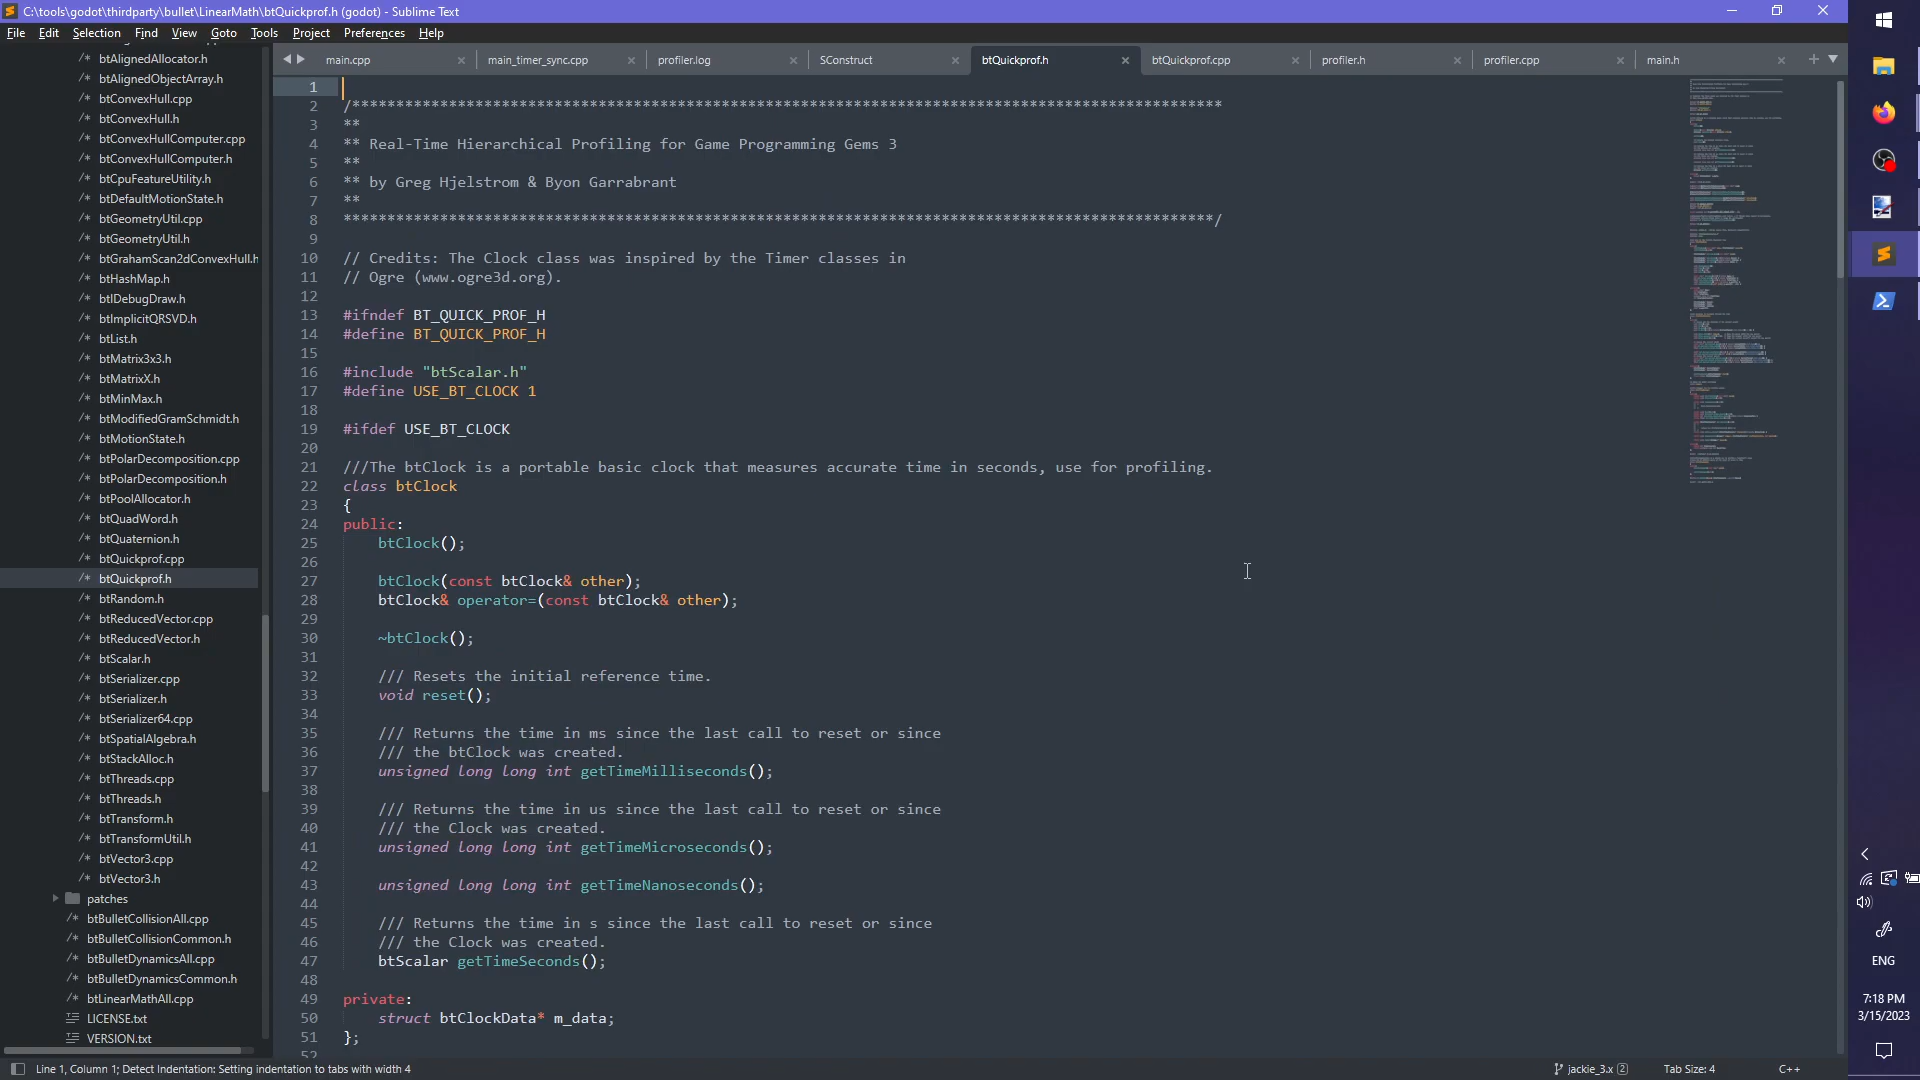 C:\tools\godot\thirdparty\bullet\LinearMath\btQuickprof.h (godot) - Sublime Text
File Edit Selection Find View Goto Tools Project Preferences Help
main.cpp
main_timer_sync.cpp
profiler.log
SConstruct
btQuickprof.h
btQuickprof.cpp
profiler.h
profiler.cpp
main.h
btAlignedAllocator.h
btAlignedObjectArray.h
btConvexHull.cpp
btConvexHull.h
btConvexHullComputer.cpp
btConvexHullComputer.h
btCpuFeatureUtility.h
btDefaultMotionState.h
btGeometryUtil.cpp
btGeometryUtil.h
btGrahamScan2dConvexHull.h
btHashMap.h
btIDebugDraw.h
btImplicitQRSVD.h
btList.h
btMatrix3x3.h
btMatrixX.h
btMinMax.h
btModifiedGramSchmidt.h
btMotionState.h
btPolarDecomposition.cpp
btPolarDecomposition.h
btPoolAllocator.h
btQuadWord.h
btQuaternion.h
btQuickprof.cpp
btQuickprof.h
btRandom.h
btReducedVector.cpp
btReducedVector.h
btScalar.h
btSerializer.cpp
btSerializer.h
btSerializer64.cpp
btSpatialAlgebra.h
btStackAlloc.h
btThreads.cpp
btThreads.h
btTransform.h
btTransformUtil.h
btVector3.cpp
btVector3.h
patches
btBulletCollisionAll.cpp
btBulletCollisionCommon.h
btBulletDynamicsAll.cpp
btBulletDynamicsCommon.h
btLinearMathAll.cpp
LICENSE.txt
VERSION.txt
1
2 /***************************************************************************************************
3 **
4 ** Real-Time Hierarchical Profiling for Game Programming Gems 3
5 **
6 ** by Greg Hjelstrom & Byon Garrabrant
7 **
8 ***************************************************************************************************/
9
10 // Credits: The Clock class was inspired by the Timer classes in
11 // Ogre (www.ogre3d.org).
12
13 #ifndef BT_QUICK_PROF_H
14 #define BT_QUICK_PROF_H
15
16 #include "btScalar.h"
17 #define USE_BT_CLOCK 1
18
19 #ifdef USE_BT_CLOCK
20
21 ///The btClock is a portable basic clock that measures accurate time in seconds, use for profiling.
22 class btClock
23 {
24 public:
25 btClock();
26
27 btClock(const btClock& other);
28 btClock& operator=(const btClock& other);
29
30 ~btClock();
31
32 /// Resets the initial reference time.
33 void reset();
34
35 /// Returns the time in ms since the last call to reset or since
36 /// the btClock was created.
37 unsigned long long int getTimeMilliseconds();
38
39 /// Returns the time in us since the last call to reset or since
40 /// the Clock was created.
41 unsigned long long int getTimeMicroseconds();
42
43 unsigned long long int getTimeNanoseconds();
44
45 /// Returns the time in s since the last call to reset or since
46 /// the Clock was created.
47 btScalar getTimeSeconds();
48
49 private:
50 struct btClockData* m_data;
51 };
52
Line 1, Column 1; Detect Indentation: Setting indentation to tabs with width 4
jackie_3.x 2
Tab Size: 4
C++
ENG
7:18 PM
3/15/2023